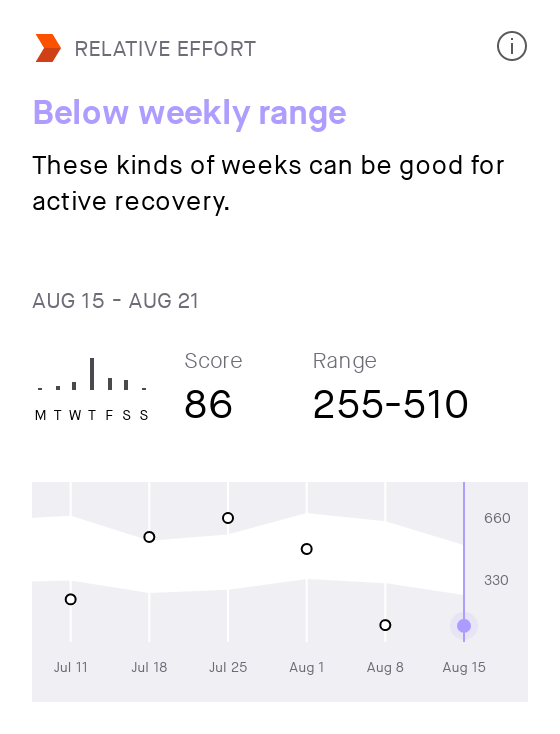 RELATIVE EFFORT
Below weekly range
These kinds of weeks can be good for
active recovery.
AUG 15 - AUG 21
Score Range
86 255-510
M T W T F S S
660
330
Jul 11 Jul 18 Jul 25 Aug 1 Aug 8 Aug 15